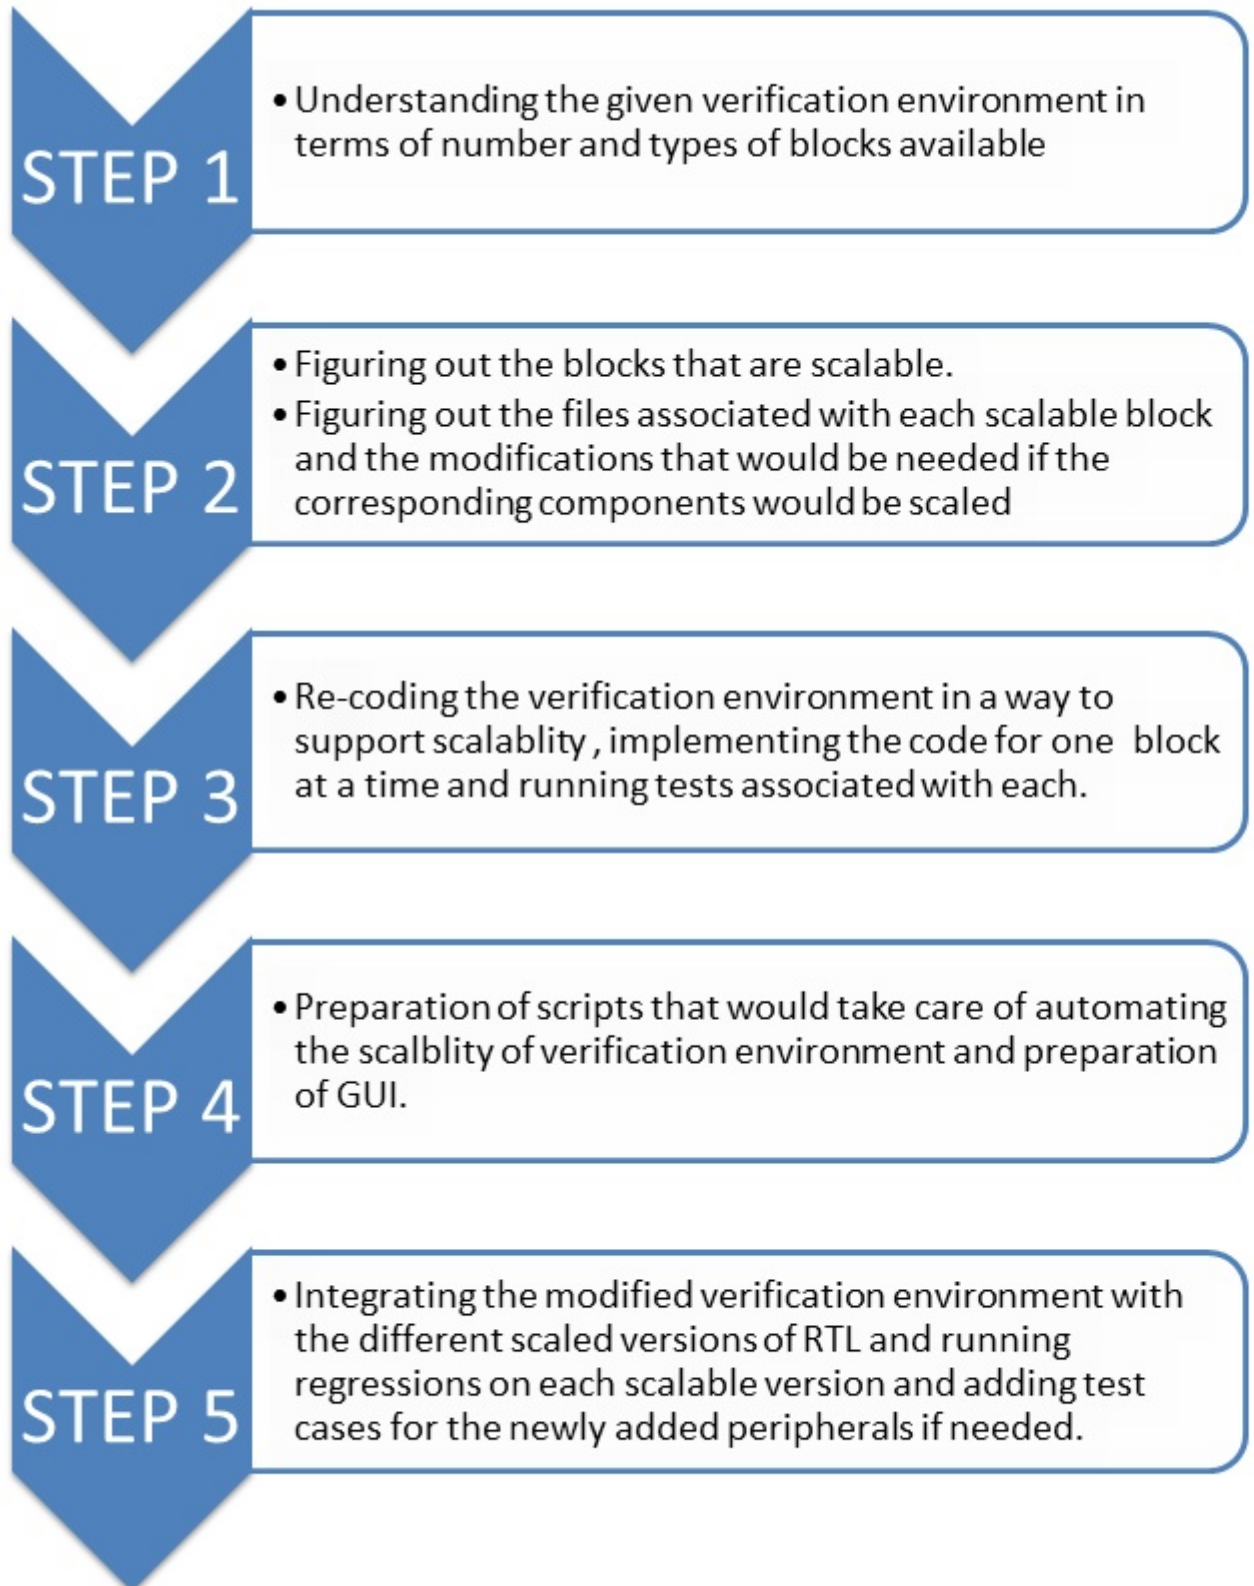 STEP 1
• Understanding the given verification environment in
terms of number and types of blocks available
STEP 2
• Figuring out the blocks that are scalable.
• Figuring out the files associated with each scalable block
and the modifications that would be needed if the
corresponding components would be scaled
STEP 3
• Re-coding the verification environment in a way to
support scalablity , implementing the code for one block
at a time and running tests associated with each.
STEP 4
• Preparation of scripts that would take care of automating
the scalblity of verification environment and preparation
of GUI.
STEP 5
• Integrating the modified verification environment with
the different scaled versions of RTL and running
regressions on each scalable version and adding test
cases for the newly added peripherals if needed.